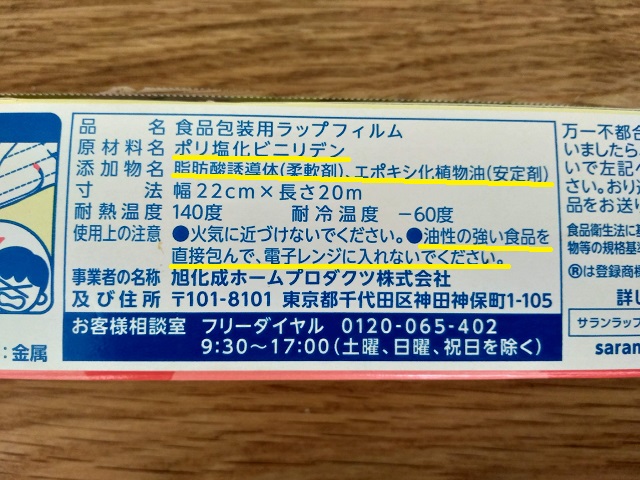 品名 食品包装用ラップフィルム
原材料名 ポリ塩化ビニリデン
添加物名 脂肪酸誘導体(柔軟剤)、エポキシ化植物油(安定剤)
寸法 幅22cm×長さ20m
耐熱温度 140度 耐冷温度 −60度
使用上の注意 ●火気に近づけないでください。●油性の強い食品を
直接包んで、電子レンジに入れないでください。
事業者の名称 旭化成ホームプロダクツ株式会社
及び住所 〒101-8101 東京都千代田区神田神保町1-105
お客様相談室 フリーダイヤル 0120-065-402
9:30〜17:00(土曜、日曜、祝日を除く)
:金属
万一不都合
いましたら
にて左記へ
さい。おり
品をお送り
食品衛生法に基
物等の規格基準
®は登録商標
詳し
サランラップ
saran